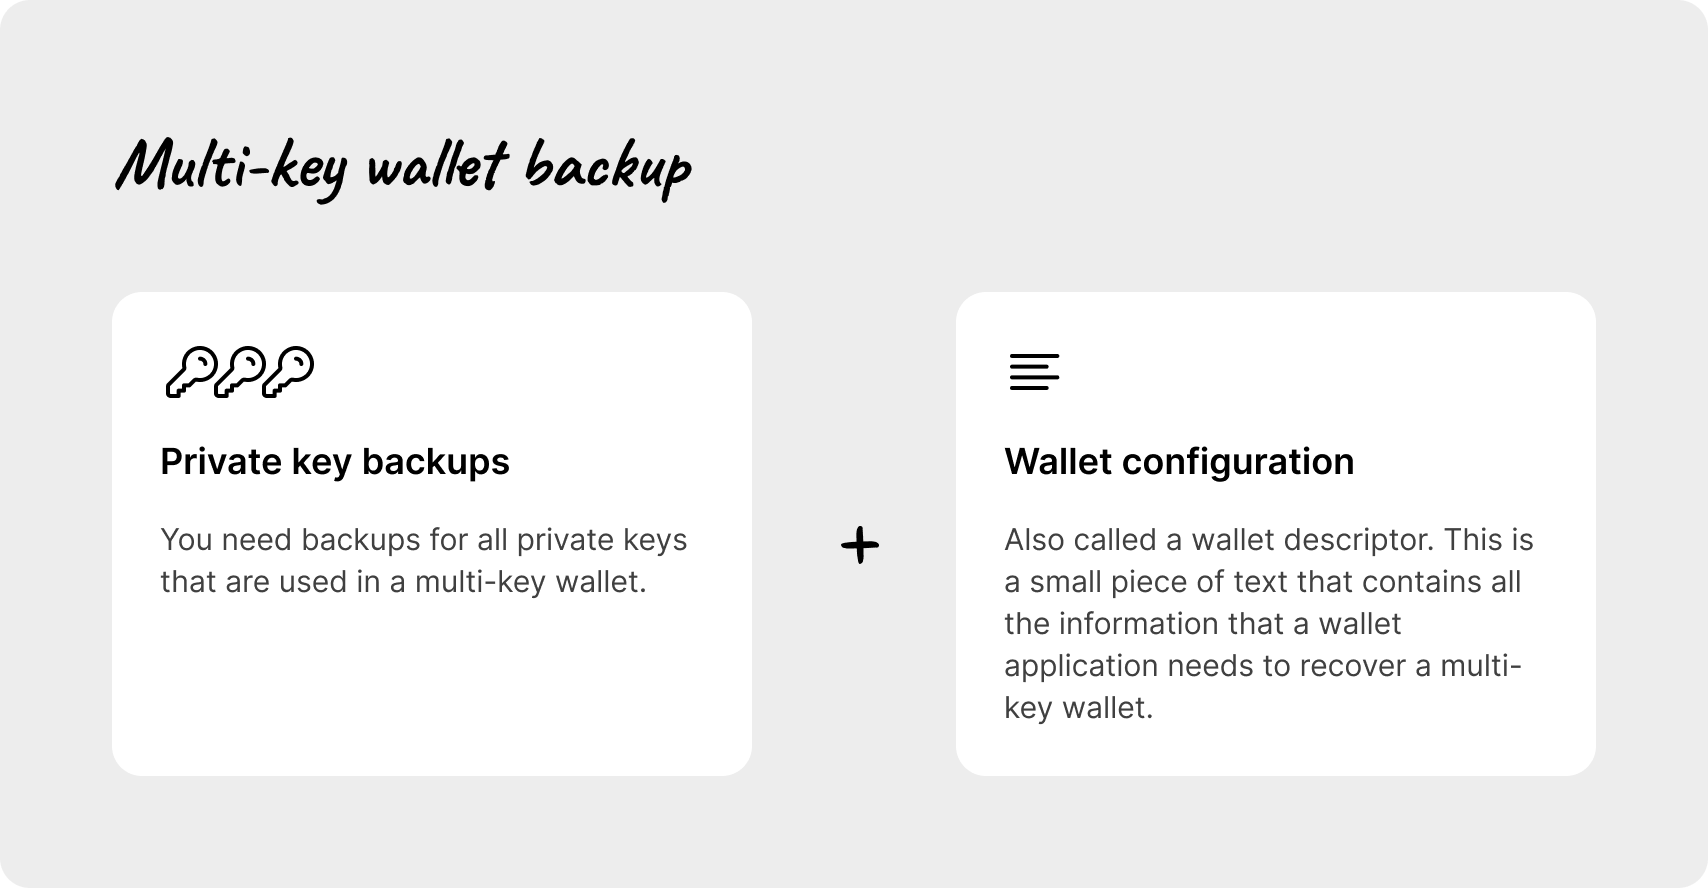 Multi-key wallet backup
Private key backups
You need backups for all private keys
that are used in a multi-key wallet.
+
Wallet configuration
Also called a wallet descriptor. This is
a small piece of text that contains all
the information that a wallet
application needs to recover a multi-
key wallet.